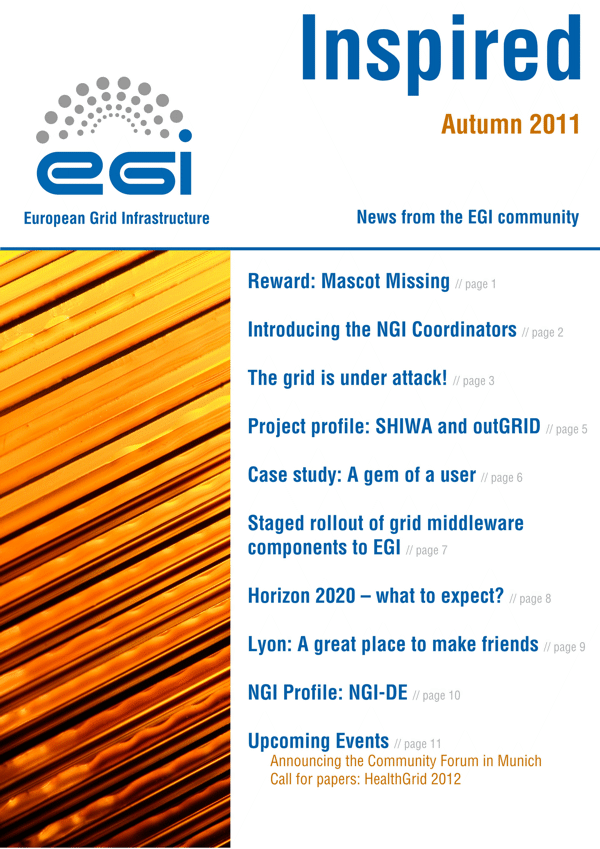 Inspired
Autumn 2011
egi
European Grid Infrastructure
News from the EGI community
Reward: Mascot Missing // page 1
Introducing the NGI Coordinators // page 2
The grid is under attack! // page 3
Project profile: SHIWA and outGRID // page 5
Case study: A gem of a user // page 6
Staged rollout of grid middleware
components to EGI // page 7
Horizon 2020 – what to expect? // page 8
Lyon: A great place to make friends // page 9
NGI Profile: NGI-DE // page 10
Upcoming Events // page 11
Announcing the Community Forum in Munich
Call for papers: HealthGrid 2012